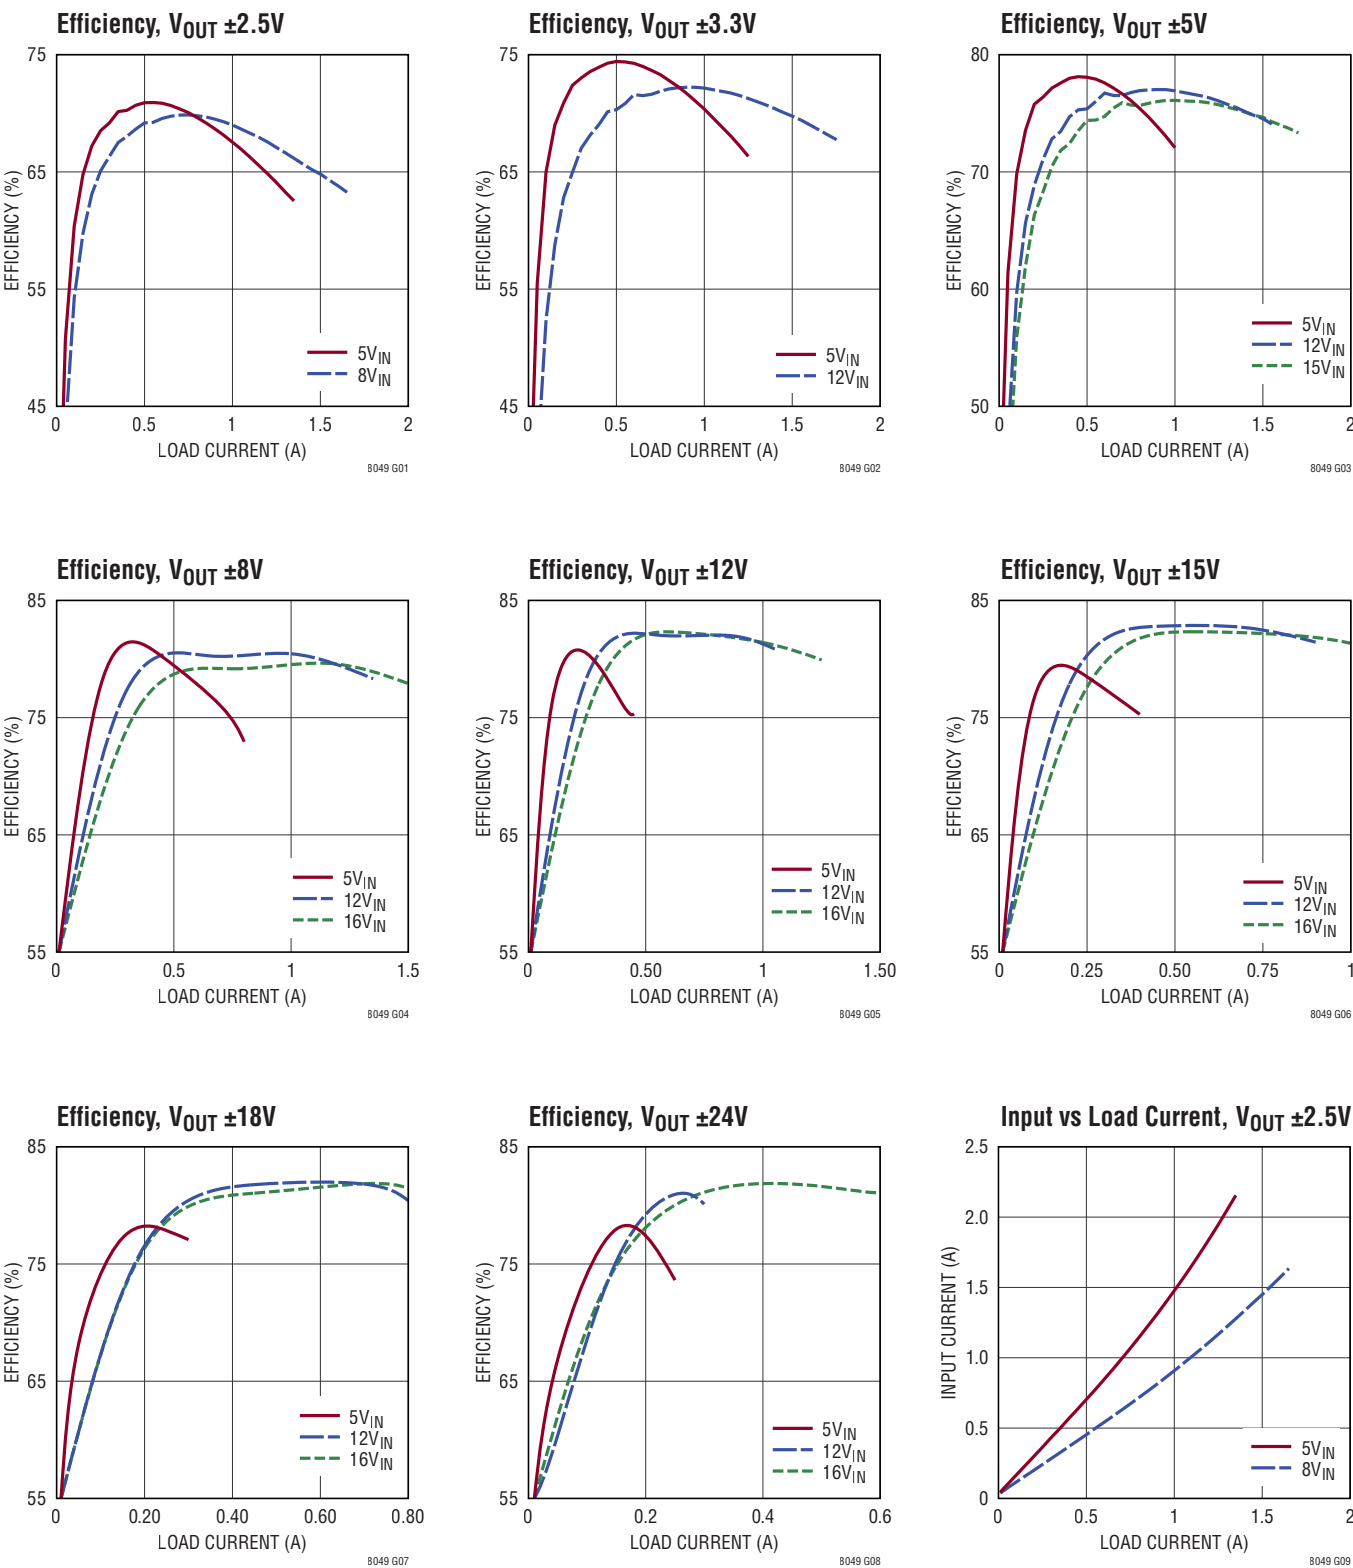 Efficiency, VOUT ±2.5V
75
65
55
45
EFFICIENCY (%)
5VIN
8VIN
0 0.5 1 1.5 2
LOAD CURRENT (A)
8049 G01
Efficiency, VOUT ±3.3V
75
65
55
45
EFFICIENCY (%)
5VIN
12VIN
0 0.5 1 1.5 2
LOAD CURRENT (A)
8049 G02
Efficiency, VOUT ±5V
80
70
60
50
EFFICIENCY (%)
5VIN
12VIN
15VIN
0 0.5 1 1.5 2
LOAD CURRENT (A)
8049 G03
Efficiency, VOUT ±8V
85
75
65
55
EFFICIENCY (%)
5VIN
12VIN
16VIN
0 0.5 1 1.5
LOAD CURRENT (A)
8049 G04
Efficiency, VOUT ±12V
85
75
65
55
EFFICIENCY (%)
5VIN
12VIN
16VIN
0 0.50 1 1.50
LOAD CURRENT (A)
8049 G05
Efficiency, VOUT ±15V
85
75
65
55
EFFICIENCY (%)
5VIN
12VIN
16VIN
0 0.25 0.50 0.75 1
LOAD CURRENT (A)
8049 G06
Efficiency, VOUT ±18V
85
75
65
55
EFFICIENCY (%)
5VIN
12VIN
16VIN
0 0.20 0.40 0.60 0.80
LOAD CURRENT (A)
8049 G07
Efficiency, VOUT ±24V
85
75
65
55
EFFICIENCY (%)
5VIN
12VIN
16VIN
0 0.2 0.4 0.6
LOAD CURRENT (A)
8049 G08
Input vs Load Current, VOUT ±2.5V
2.5
2.0
1.5
1.0
0.5
0
INPUT CURRENT (A)
5VIN
8VIN
0 0.5 1 1.5 2
LOAD CURRENT (A)
8049 G09